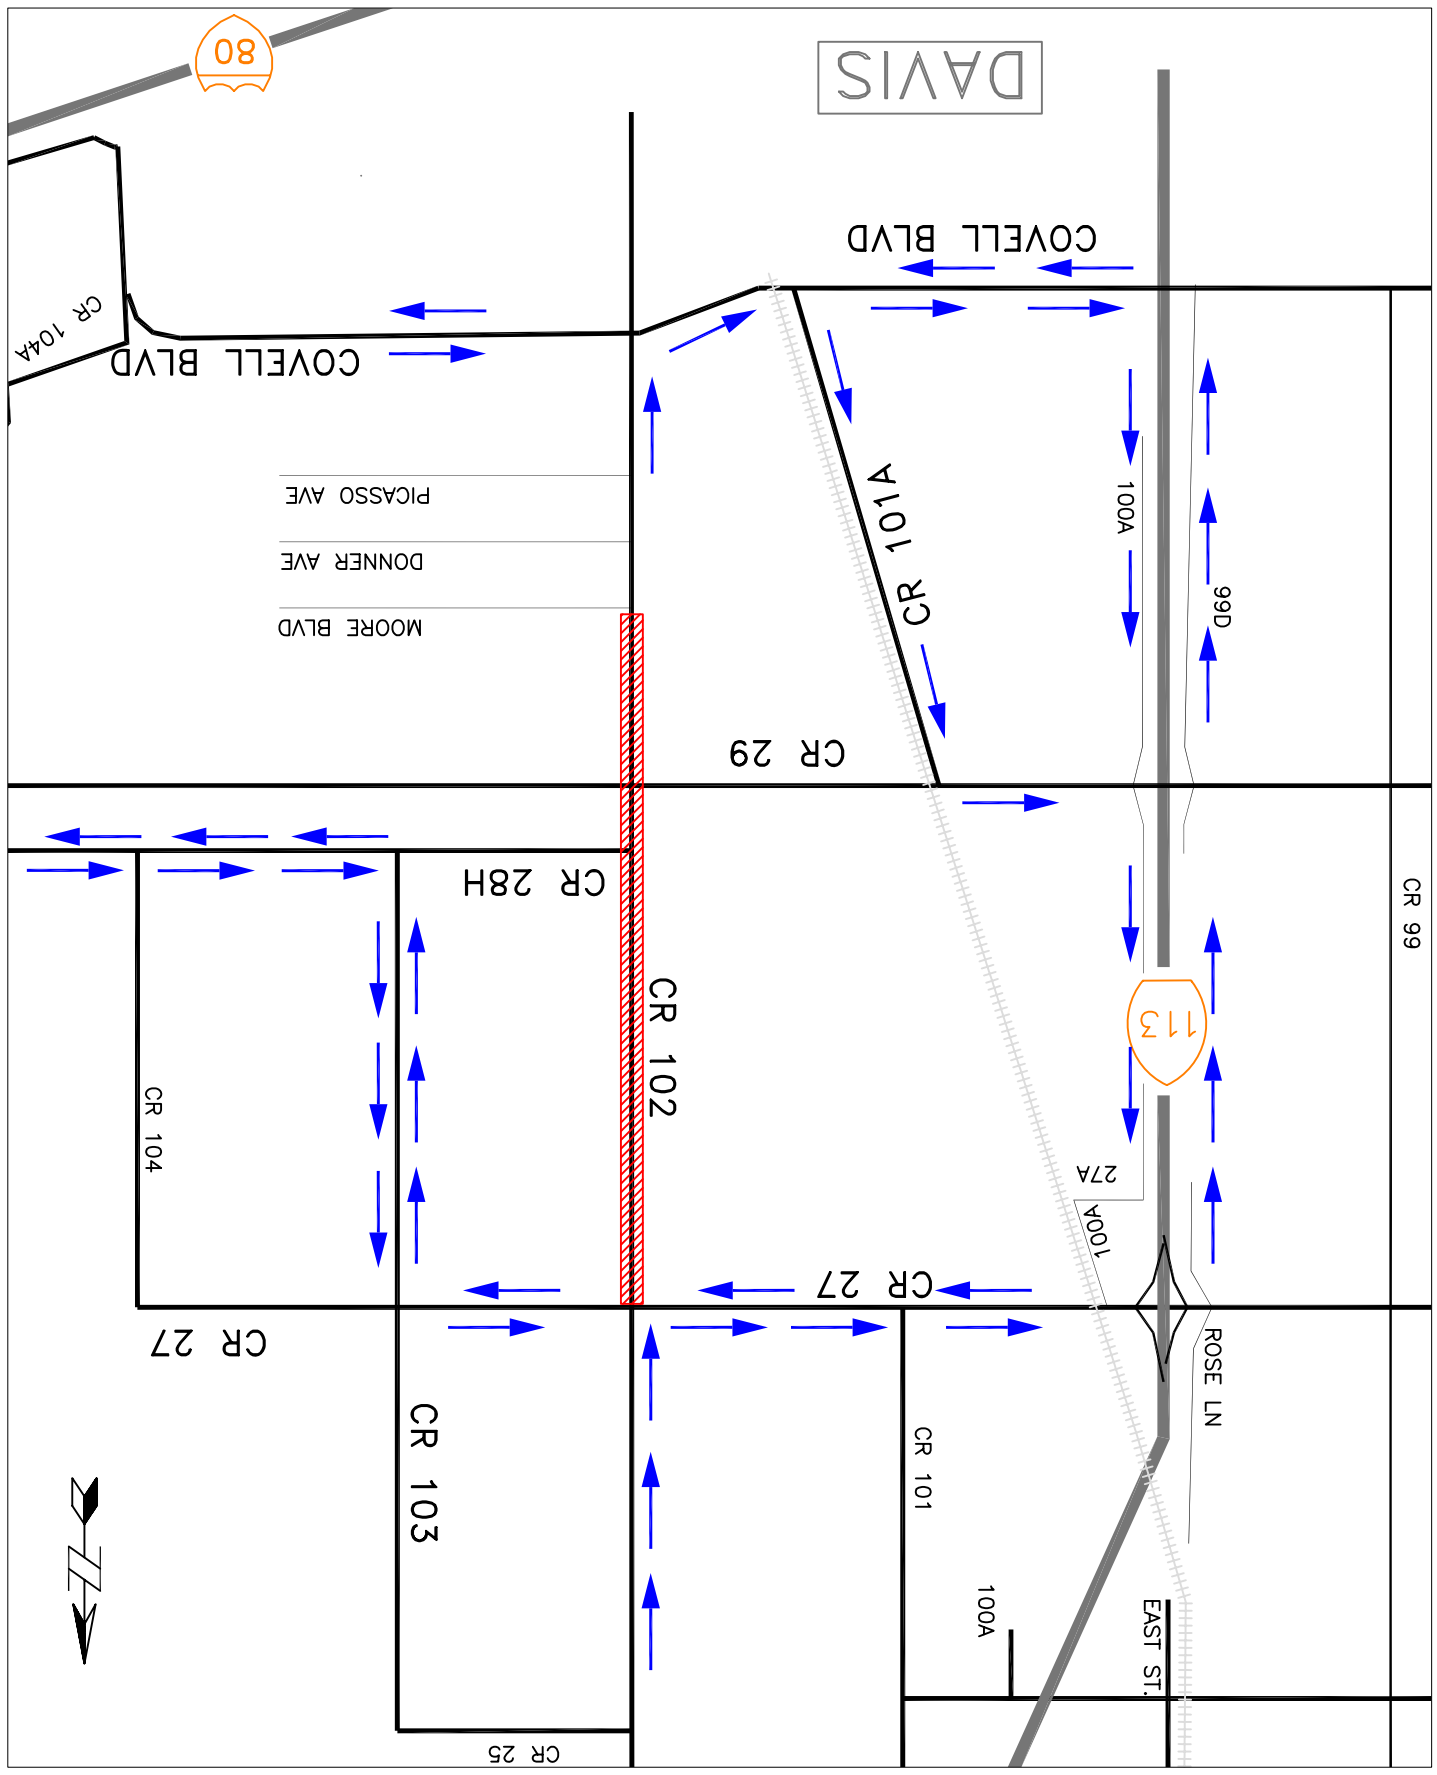 EAST ST.
100A
CR 25
CR 101
CR 103
ROSE LN
CR 27
CR 27
100A
27A
CR 104
113
CR 102
CR 99
CR 28H
CR 29
99D
MOORE BLVD
DONNER AVE
PICASSO AVE
CR 101A
100A
COVELL BLVD
CR 104A
COVELL BLVD
DAVIS
80
N